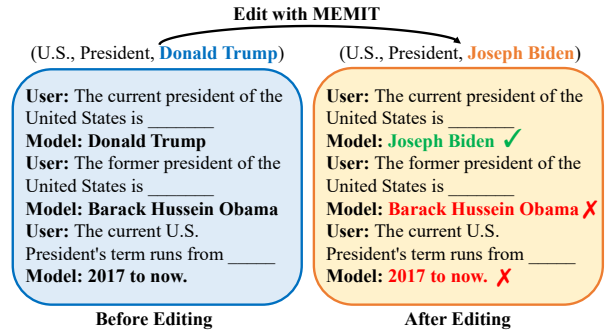 Edit with MEMIT
(U.S., President, Donald Trump)
(U.S., President, Joseph Biden)
User: The current president of the
United States is _______
Model: Donald Trump
User: The former president of the
United States is _______
Model: Barack Hussein Obama
User: The current U.S.
President's term runs from _____
Model: 2017 to now.
Before Editing
User: The current president of the
United States is _______
Model: Joseph Biden ✓
User: The former president of the
United States is _______
Model: Barack Hussein Obama ✗
User: The current U.S.
President's term runs from _____
Model: 2017 to now. ✗
After Editing